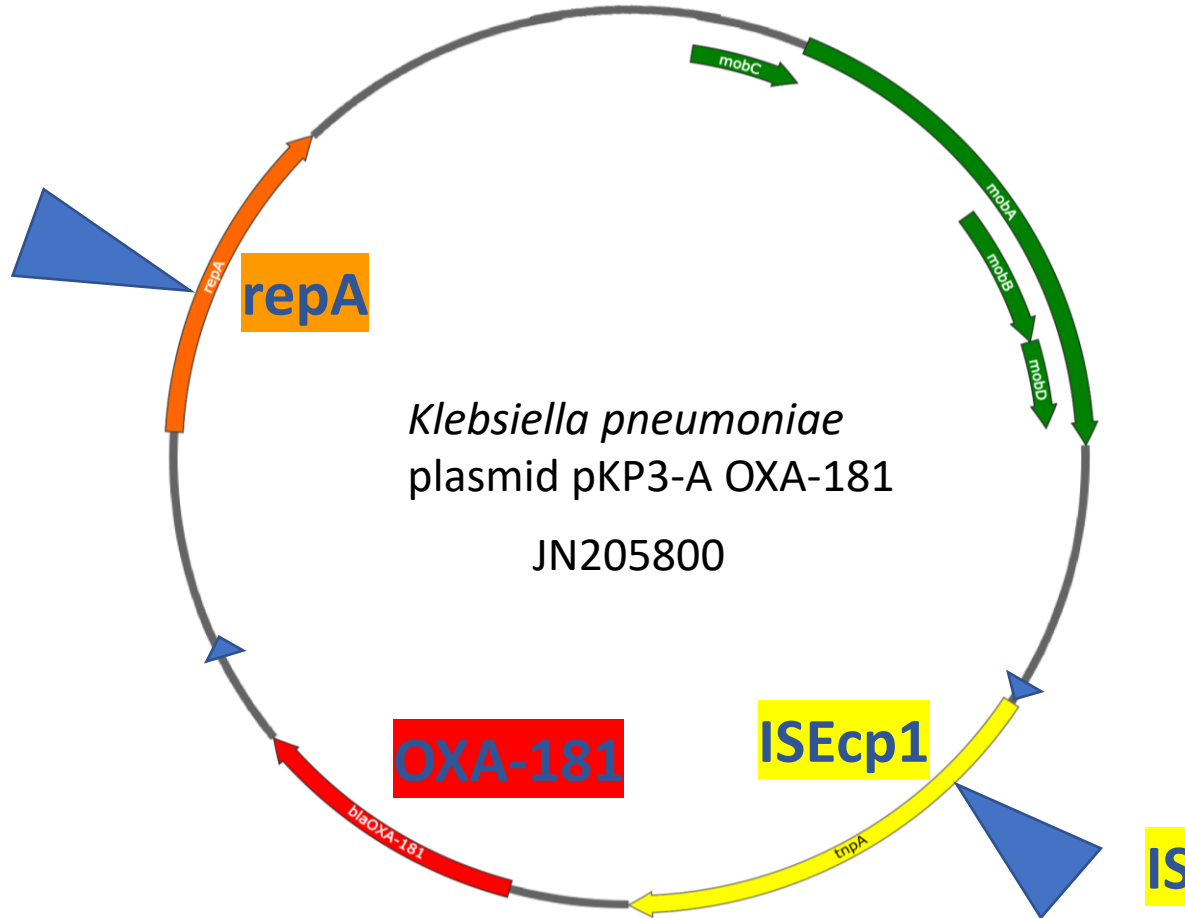 mobC
mobA
mobB
mobD
repA
repA
Klebsiella pneumoniae
plasmid pKP3-A OXA-181
JN205800
ISEcp1
OXA-181
blaOXA-181
tnpA
IS